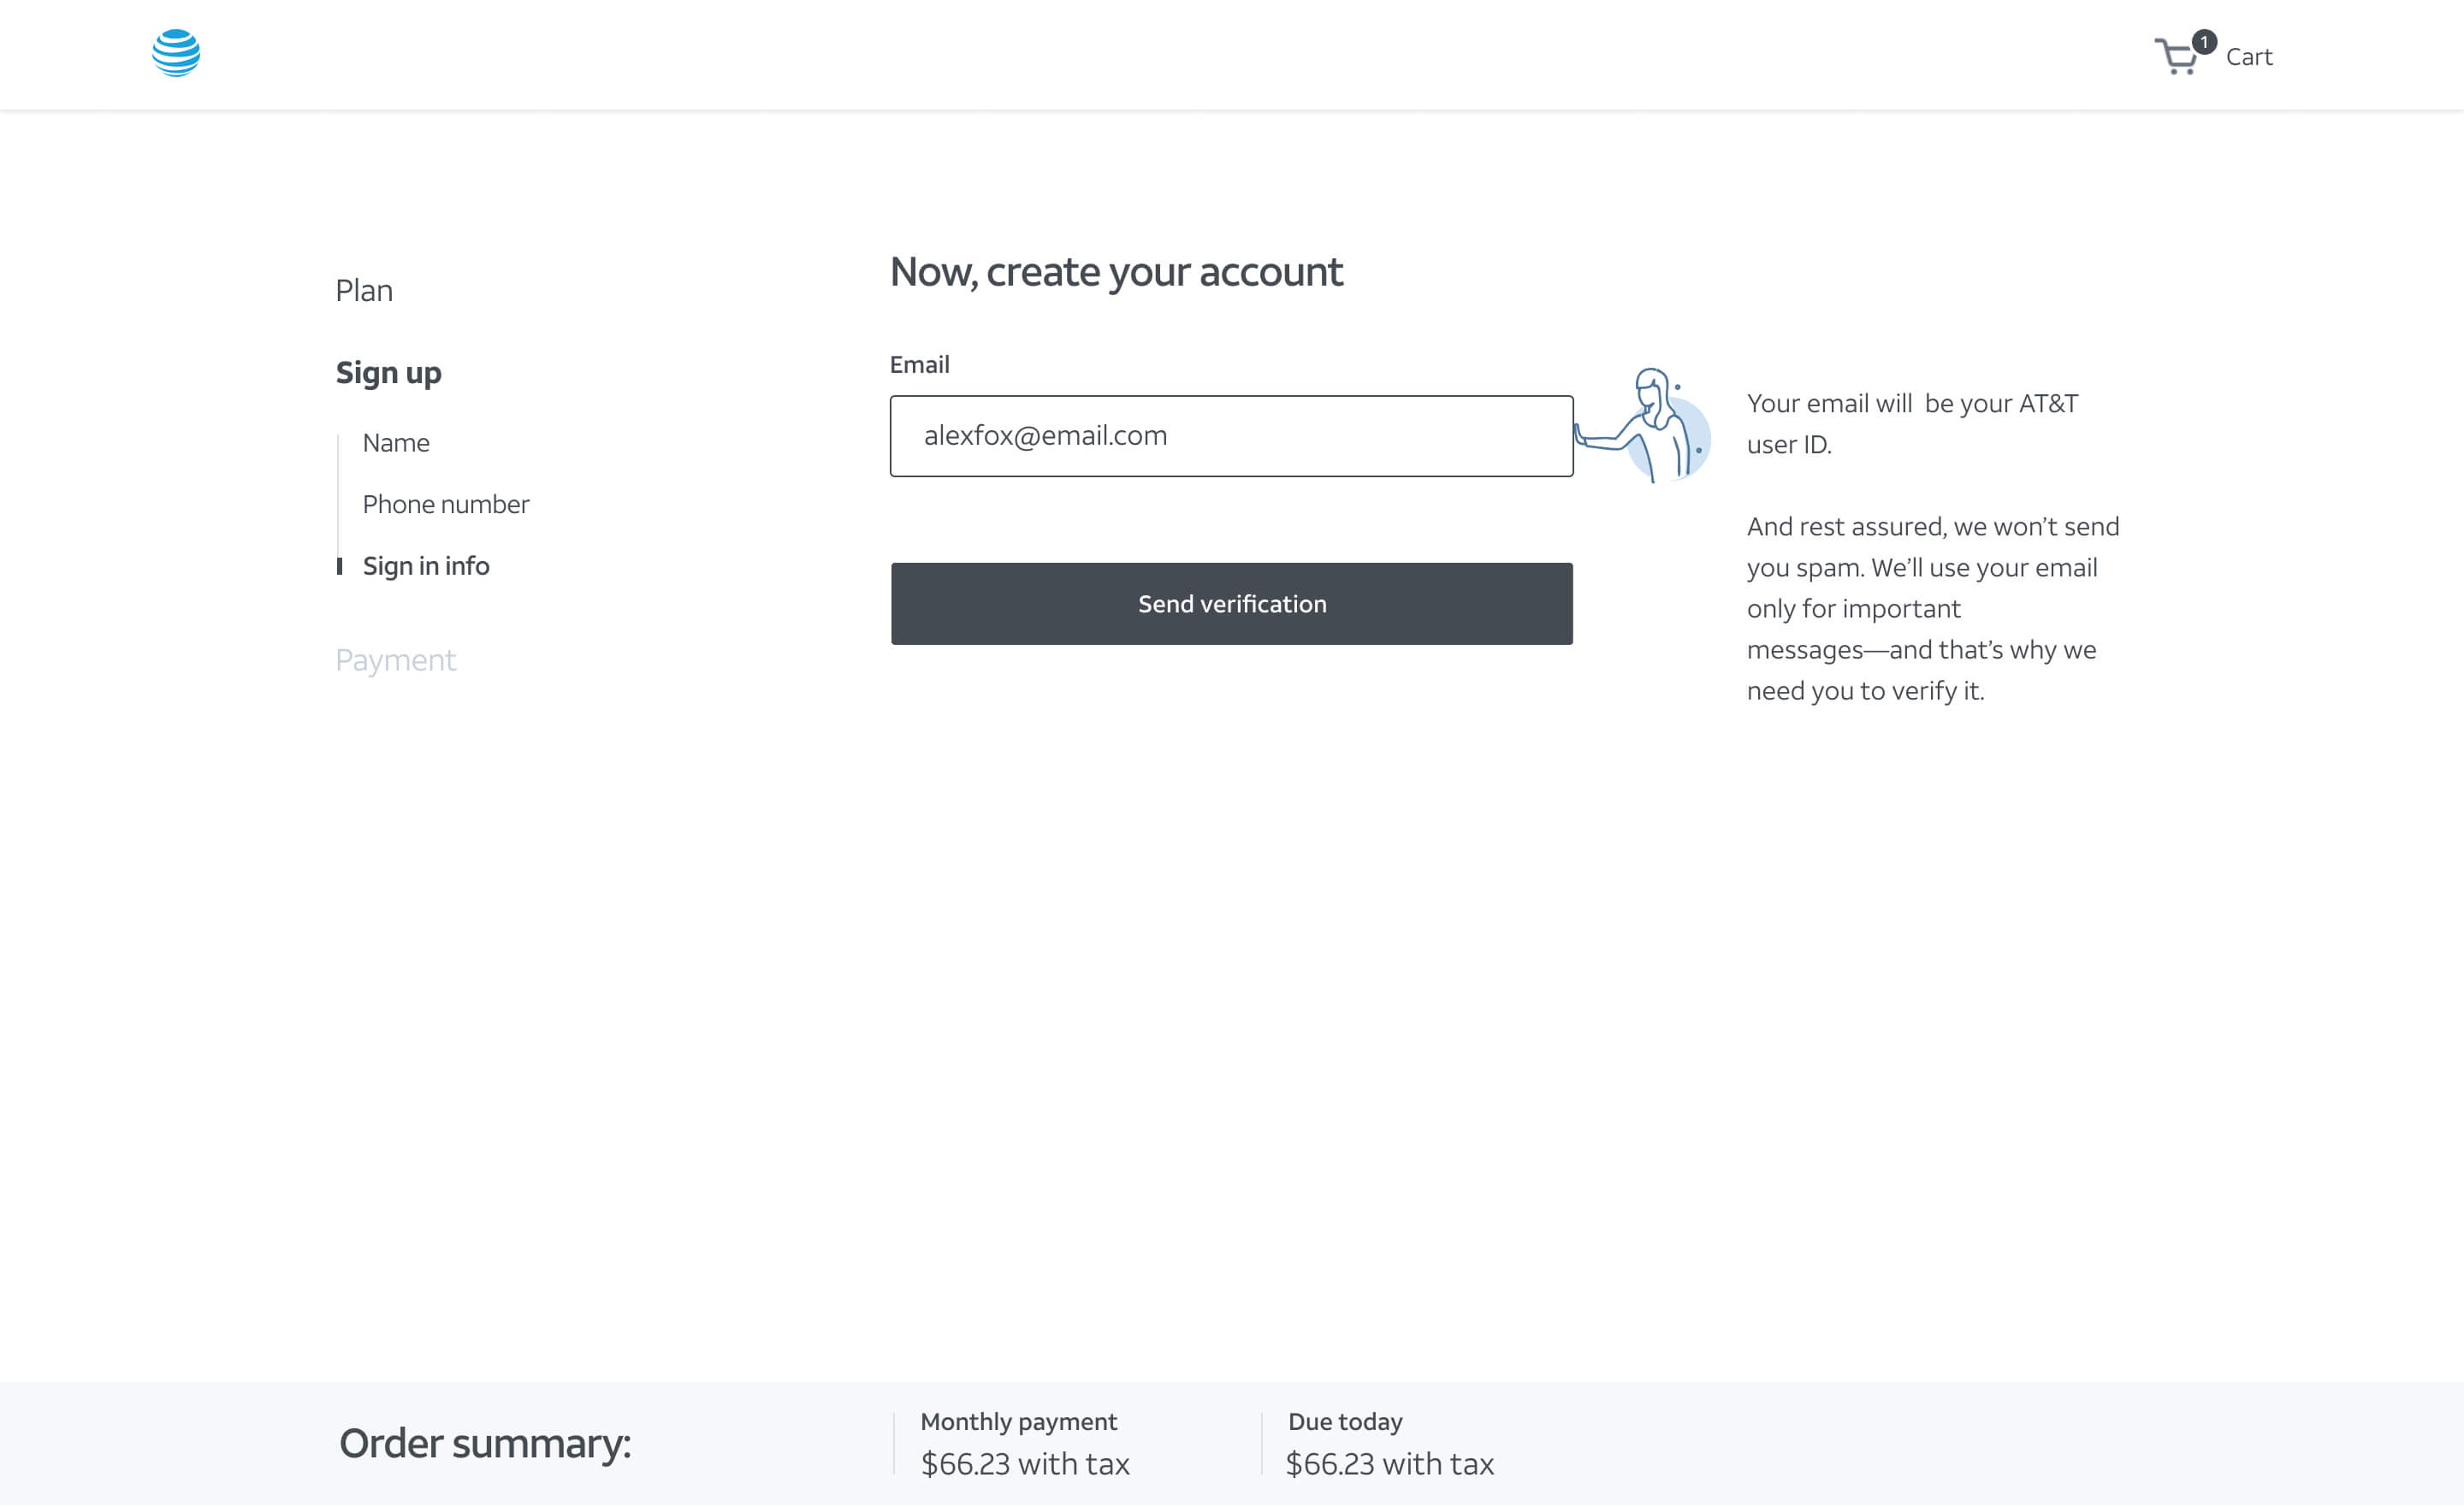 1
Cart
Plan
Sign up
Name
Phone number
Sign in info
Payment
Now, create your account
Email
alexfox@email.com
Send verification
Your email will  be your AT&T
user ID.
And rest assured, we won’t send
you spam. We’ll use your email
only for important
messages—and that’s why we
need you to verify it.
Order summary:
Monthly payment
$66.23 with tax
Due today
$66.23 with tax